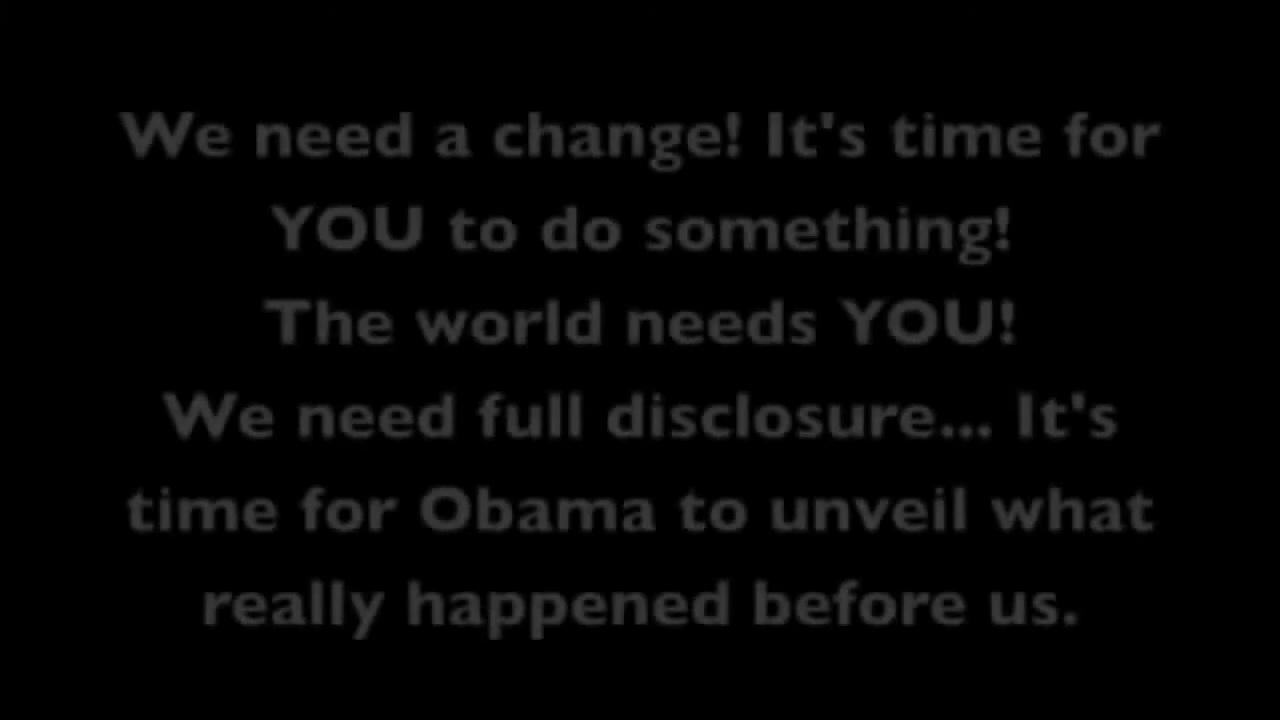 We need a change! It's time for
YOU to do something!
The world needs YOU!
We need full disclosure... It's
time for Obama to unveil what
really happened before us.